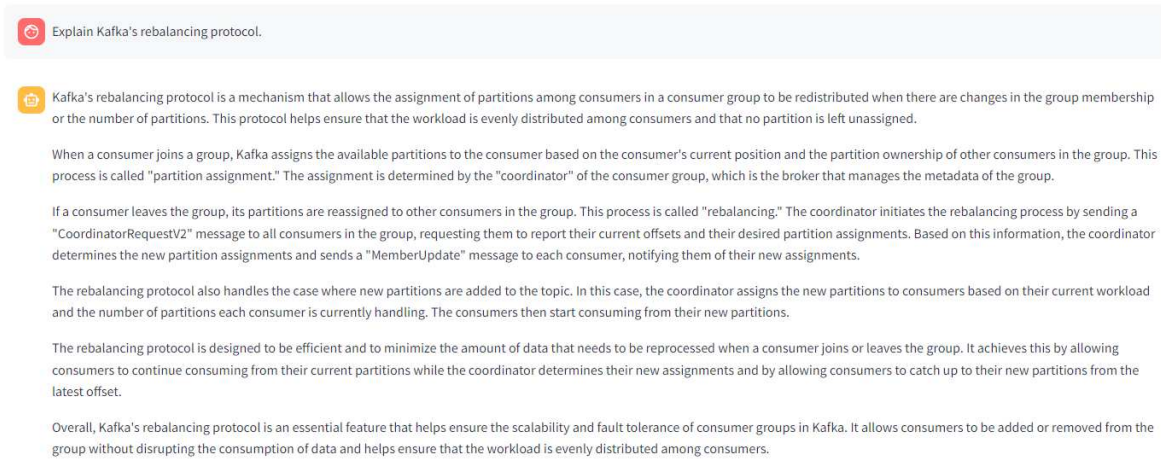 Explain Kafka's rebalancing protocol.
Kafka's rebalancing protocol is a mechanism that allows the assignment of partitions among consumers in a consumer group to be redistributed when there are changes in the group membership
or the number of partitions. This protocol helps ensure that the workload is evenly distributed among consumers and that no partition is left unassigned.
When a consumer joins a group, Kafka assigns the available partitions to the consumer based on the consumer's current position and the partition ownership of other consumers in the group. This
process is called "partition assignment." The assignment is determined by the "coordinator" of the consumer group, which is the broker that manages the metadata of the group.
If a consumer leaves the group, its partitions are reassigned to other consumers in the group. This process is called "rebalancing." The coordinator initiates the rebalancing process by sending a
"CoordinatorRequestV2" message to all consumers in the group, requesting them to report their current offsets and their desired partition assignments. Based on this information, the coordinator
determines the new partition assignments and sends a "MemberUpdate" message to each consumer, notifying them of their new assignments.
The rebalancing protocol also handles the case where new partitions are added to the topic. In this case, the coordinator assigns the new partitions to consumers based on their current workload
and the number of partitions each consumer is currently handling. The consumers then start consuming from their new partitions.
The rebalancing protocol is designed to be efficient and to minimize the amount of data that needs to be reprocessed when a consumer joins or leaves the group. It achieves this by allowing
consumers to continue consuming from their current partitions while the coordinator determines their new assignments and by allowing consumers to catch up to their new partitions from the
latest offset.
Overall, Kafka's rebalancing protocol is an essential feature that helps ensure the scalability and fault tolerance of consumer groups in Kafka. It allows consumers to be added or removed from the
group without disrupting the consumption of data and helps ensure that the workload is evenly distributed among consumers.